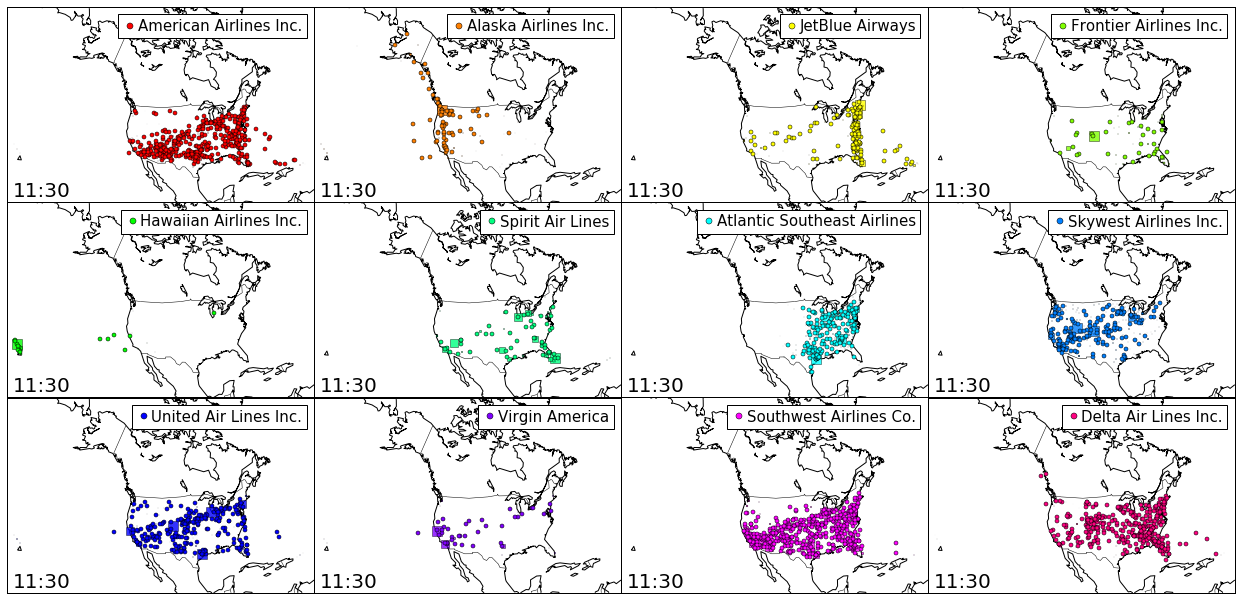 American Airlines Inc.
Alaska Airlines Inc.
JetBlue Airways
Frontier Airlines Inc.
11:30
11:30
11:30
11:30
Hawaiian Airlines Inc.
Spirit Air Lines
Atlantic Southeast Airlines
Skywest Airlines Inc.
11:30
11:30
11:30
11:30
United Air Lines Inc.
Virgin America
Southwest Airlines Co.
Delta Air Lines Inc.
11:30
11:30
11:30
11:30